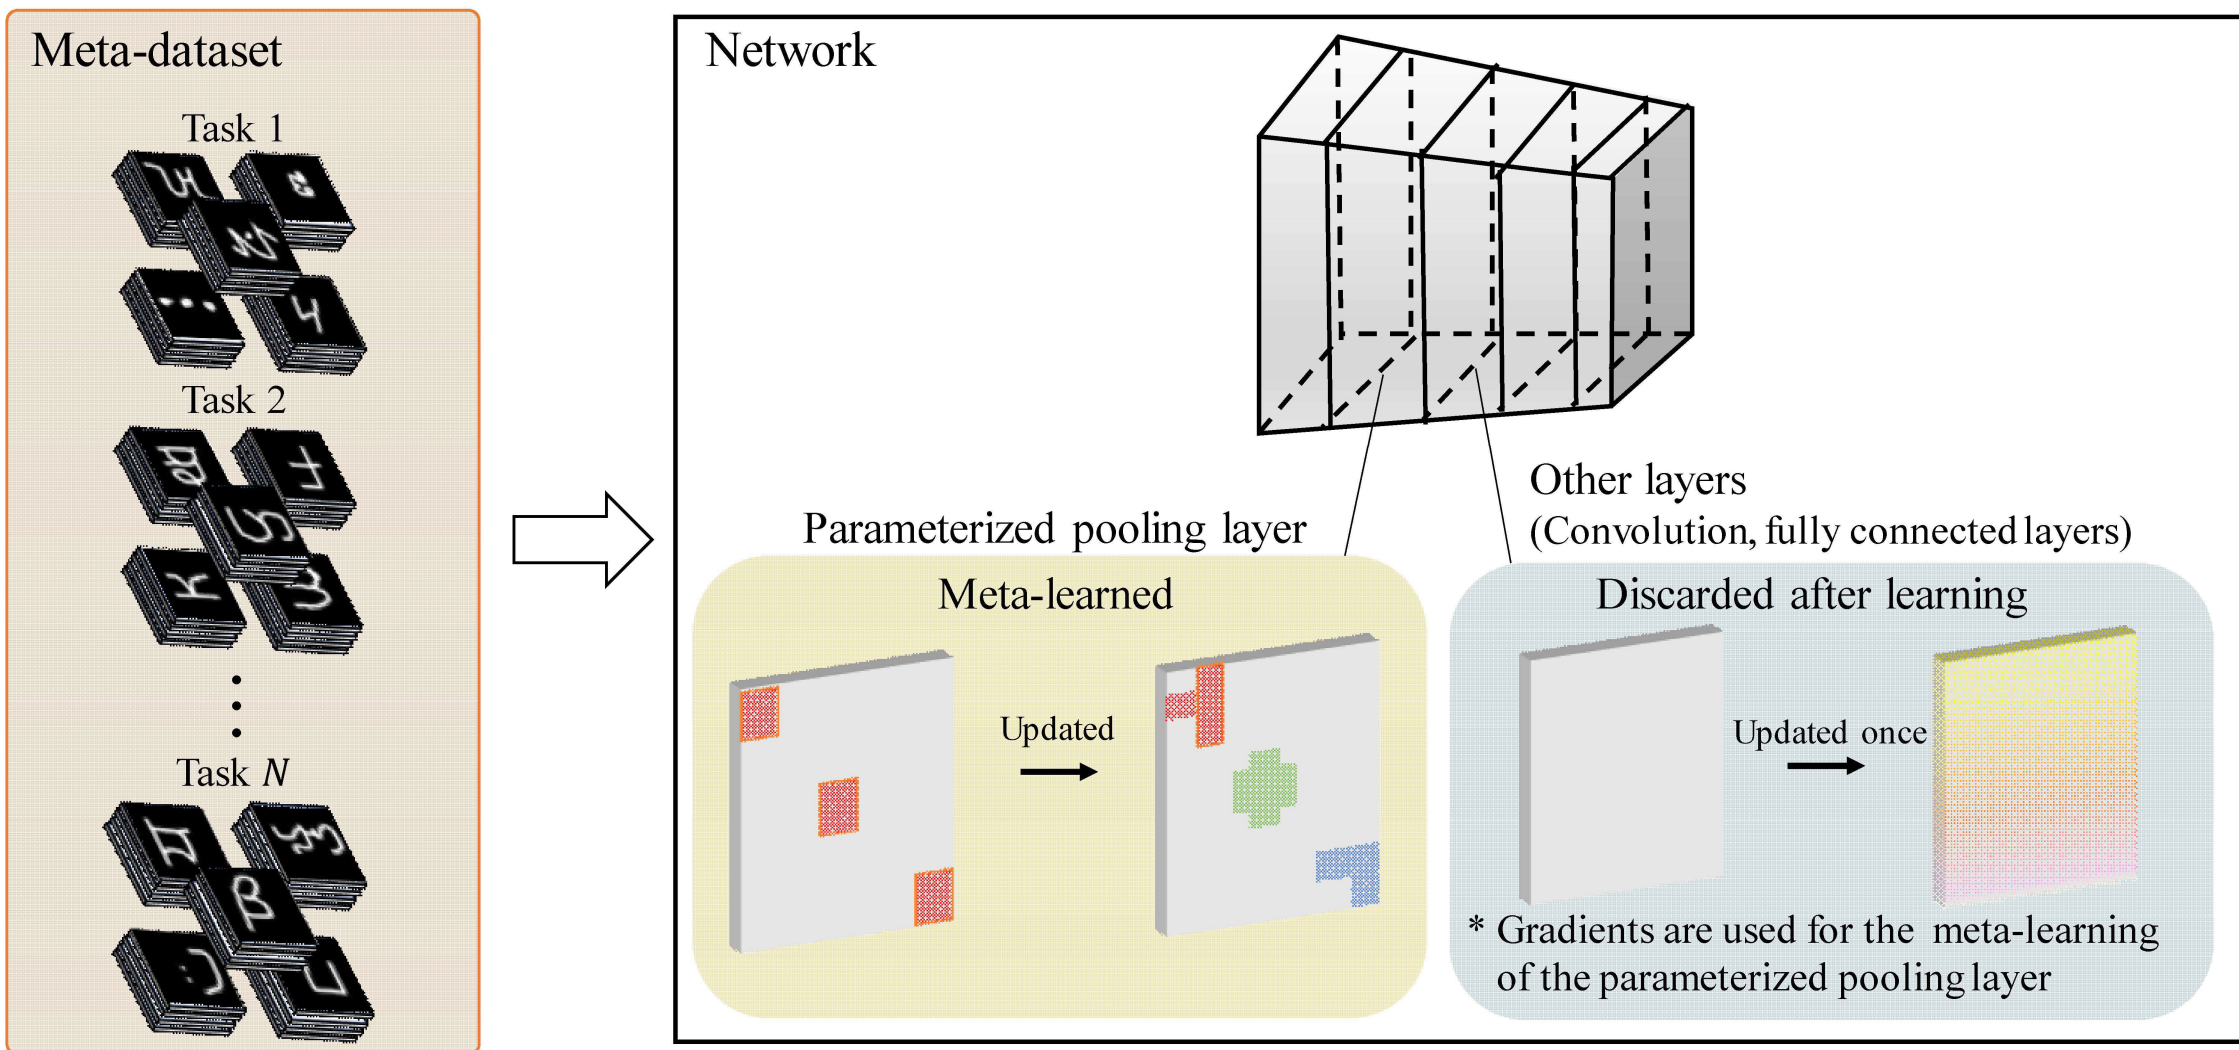 Meta-dataset
Task 1
Task 2
Task N
Network
Parameterized pooling layer
Meta-learned
Updated
Other layers
(Convolution, fully connected layers)
Discarded after learning
Updated once
* Gradients are used for the meta-learning
of the parameterized pooling layer